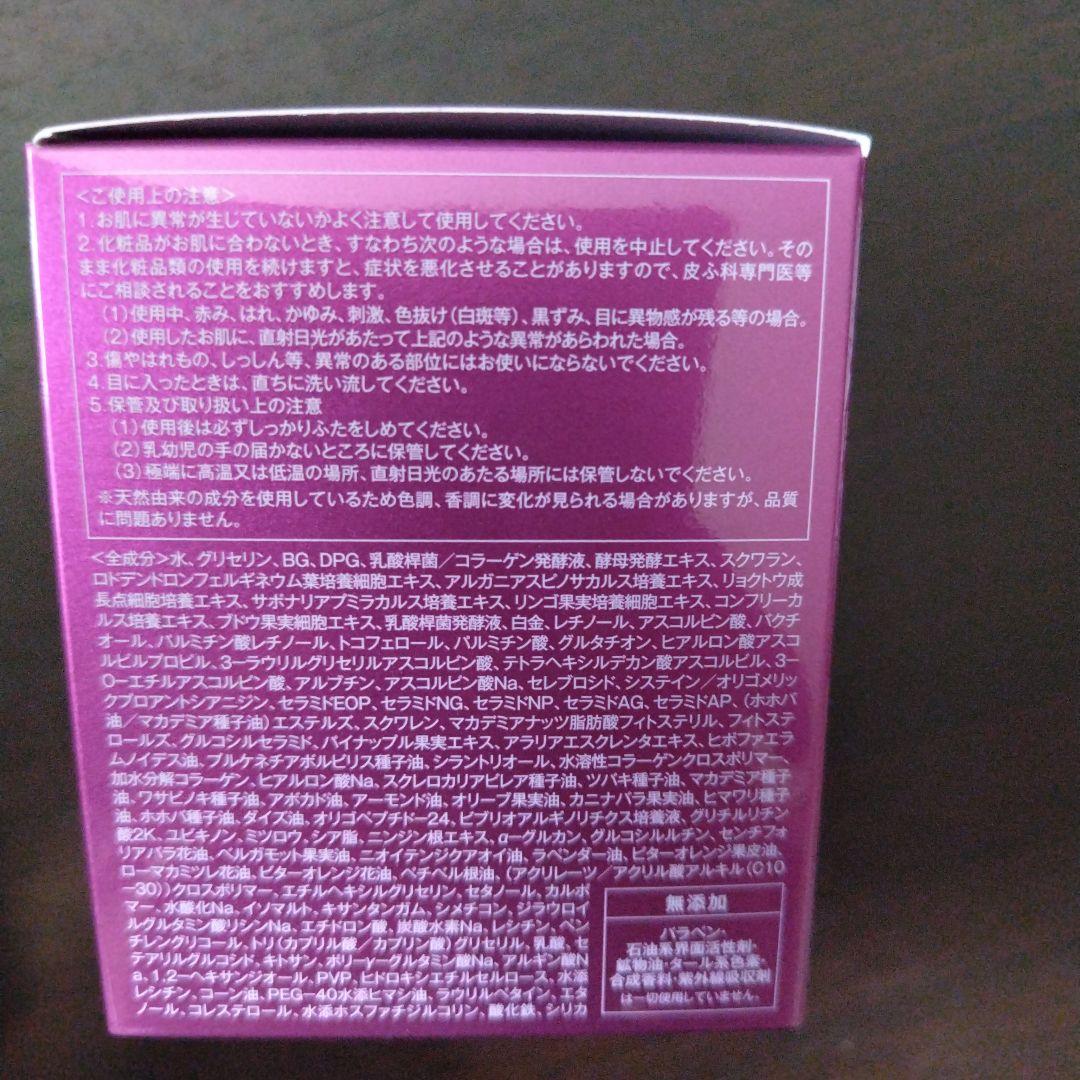 <ご使用上の注意>
1.お肌に異常が生じていないかよく注意して使用してください。
2.化粧品がお肌に合わないとき、すなわち次のような場合は、使用を中止してください。その
まま化粧品類の使用を続けますと、症状を悪化させることがありますので、皮ふ科専門医等
にご相談されることをおすすめします。
(1)使用中、赤み、はれ、かゆみ、刺激、色抜け(白斑等)、黒ずみ、目に異物感が残る等の場合。
(2)使用したお肌に、直射日光があたって上記のような異常があらわれた場合。
3.傷やはれもの、しっしん等、異常のある部位にはお使いにならないでください。
4.目に入ったときは、直ちに洗い流してください。
5.保管及び取り扱い上の注意
(1)使用後は必ずしっかりふたをしめてください。
(2)乳幼児の手の届かないところに保管してください。
(3)極端に高温又は低温の場所、直射日光のあたる場所には保管しないでください。
※天然由来の成分を使用しているため色調、香調に変化が見られる場合がありますが、品質
に問題ありません。
<全成分>水、グリセリン、BG、DPG、乳酸桿菌/コラーゲン発酵液、酵母発酵エキス、スクワラン、
ロドデンドロンフェルギネウム葉培養細胞エキス、アルガニアスピノサカルス培養エキス、リョクトウ成
長点細胞培養エキス、サポナリアプミラカルス培養エキス、リンゴ果実培養細胞エキス、コンフリーカ
ルス培養エキス、ブドウ果実細胞エキス、乳酸桿菌発酵液、白金、レチノール、アスコルビン酸、バクチ
オール、パルミチン酸レチノール、トコフェロール、パルミチン酸、グルタチオン、ヒアルロン酸アスコ
ルビルプロピル、3-ラウリルグリセリルアスコルビン酸、テトラヘキシルデカン酸アスコルビル、3-
O-エチルアスコルビン酸、アルブチン、アスコルビン酸Na、セレブロシド、システイン/オリゴメリッ
クプロアントシアニジン、セラミドEOP、セラミドNG、セラミドNP、セラミドAG、セラミドAP、(ホホバ
油/マカデミア種子油)エステルズ、スクワレン、マカデミアナッツ脂肪酸フィトステリル、フィトステ
ロールズ、グルコシルセラミド、パイナップル果実エキス、アラリアエスクレンタエキス、ヒポファエラ
ムノイデス油、プルケネチアボルビリス種子油、シラントリオール、水溶性コラーゲンクロスポリマー、
加水分解コラーゲン、ヒアルロン酸Na、スクレロカリアビレア種子油、ツバキ種子油、マカデミア種子
油、ワサビノキ種子油、アボカド油、アーモンド油、オリーブ果実油、カニナバラ果実油、ヒマワリ種子
油、ホホバ種子油、ダイズ油、オリゴペプチド-24、ビブリオアルギノリチクス培養液、グリチルリチン
酸2K、ユビキノン、ミツロウ、シア脂、ニンジン根エキス、α-グルカン、グルコシルルチン、センチフォ
リアバラ花油、ベルガモット果実油、ニオイテンジクアオイ油、ラベンダー油、ビターオレンジ果皮油、
ローマカミツレ花油、ビターオレンジ花油、ベチベル根油、(アクリレーツ/アクリル酸アルキル(C10
-30))クロスポリマー、エチルヘキシルグリセリン、セタノール、カルボ
マー、水酸化Na、イソマルト、キサンタンガム、シメチコン、ジラウロイ
ルグルタミン酸リシンNa、エチドロン酸、炭酸水素Na、レシチン、ペン
チレングリコール、トリ(カプリル酸/カプリン酸)グリセリル、乳酸、セ
テアリルグルコシド、キトサン、ポリ-γ-グルタミン酸Na、アルギン酸N
a、1,2-ヘキサンジオール、PVP、ヒドロキシエチルセルロース、水添
レシチン、コーン油、PEG-40水添ヒマシ油、ラウリルベタイン、エタ
ノール、コレステロール、水添ホスファチジルコリン、酸化鉄、シリカ
無添加
パラベン・
石油系界面活性剤・
鉱物油・タール系色素・
合成香料・紫外線吸収剤
は一切使用していません。